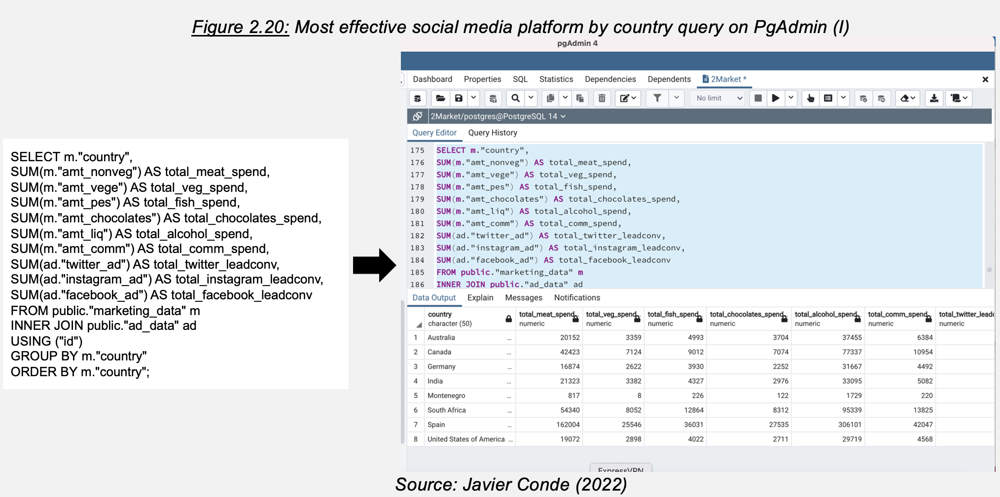 Figure 2.20: Most effective social media platform by country query on PgAdmin (I)
SELECT m."country",
SUM(m."amt_nonveg") AS total_meat_spend,
SUM(m."amt_vege") AS total_veg_spend,
SUM(m."amt_pes") AS total_fish_spend,
SUM(m."amt_chocolates") AS total_chocolates_spend,
SUM(m."amt_liq") AS total_alcohol_spend,
SUM(m."amt_comm") AS total_comm_spend,
SUM(ad."twitter_ad") AS total_twitter_leadconv,
SUM(ad."instagram_ad") AS total_instagram_leadconv,
SUM(ad."facebook_ad") AS total_facebook_leadconv
FROM public."marketing_data" m
INNER JOIN public."ad_data" ad
USING ("id")
GROUP BY m."country"
ORDER BY m."country";
pgAdmin 4
Dashboard Properties SQL Statistics Dependencies Dependents 2Market *
No limit
2Market/postgres@PostgreSQL 14
Query Editor Query History
175 SELECT m."country",
176 SUM(m."amt_nonveg") AS total_meat_spend,
177 SUM(m."amt_vege") AS total_veg_spend,
178 SUM(m."amt_pes") AS total_fish_spend,
179 SUM(m."amt_chocolates") AS total_chocolates_spend,
180 SUM(m."amt_liq") AS total_alcohol_spend,
181 SUM(m."amt_comm") AS total_comm_spend,
182 SUM(ad."twitter_ad") AS total_twitter_leadconv,
183 SUM(ad."instagram_ad") AS total_instagram_leadconv,
184 SUM(ad."facebook_ad") AS total_facebook_leadconv
185 FROM public."marketing_data" m
186 INNER JOIN public."ad_data" ad
Data Output Explain Messages Notifications
country total_meat_spend total_veg_spend total_fish_spend total_chocolates_spend total_alcohol_spend total_comm_spend total_twitter_leadc
character (50) numeric numeric numeric numeric numeric numeric numeric
1 Australia ... 20152 3359 4993 3704 37455 6384
2 Canada ... 42423 7124 9012 7074 77337 10954
3 Germany ... 16874 2622 3930 2252 31667 4492
4 India ... 21323 3382 4327 2976 33095 5082
5 Montenegro ... 817 8 226 122 1729 220
6 South Africa ... 54340 8052 12864 8312 95339 13825
7 Spain ... 162004 25546 36031 27535 306101 42047
8 United States of America ... 19072 2898 4022 2711 29719 4568
ExpressVPN
Source: Javier Conde (2022)